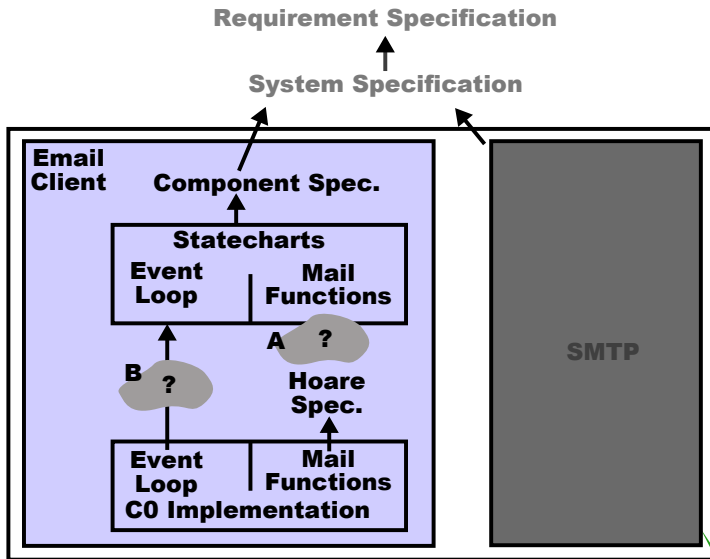 Requirement Specification
System Specification
Email
Client
Component Spec.
Statecharts
Event
Loop
Mail
Functions
A
?
B
?
SMTP
Hoare
Spec.
Event
Loop
Mail
Functions
C0 Implementation